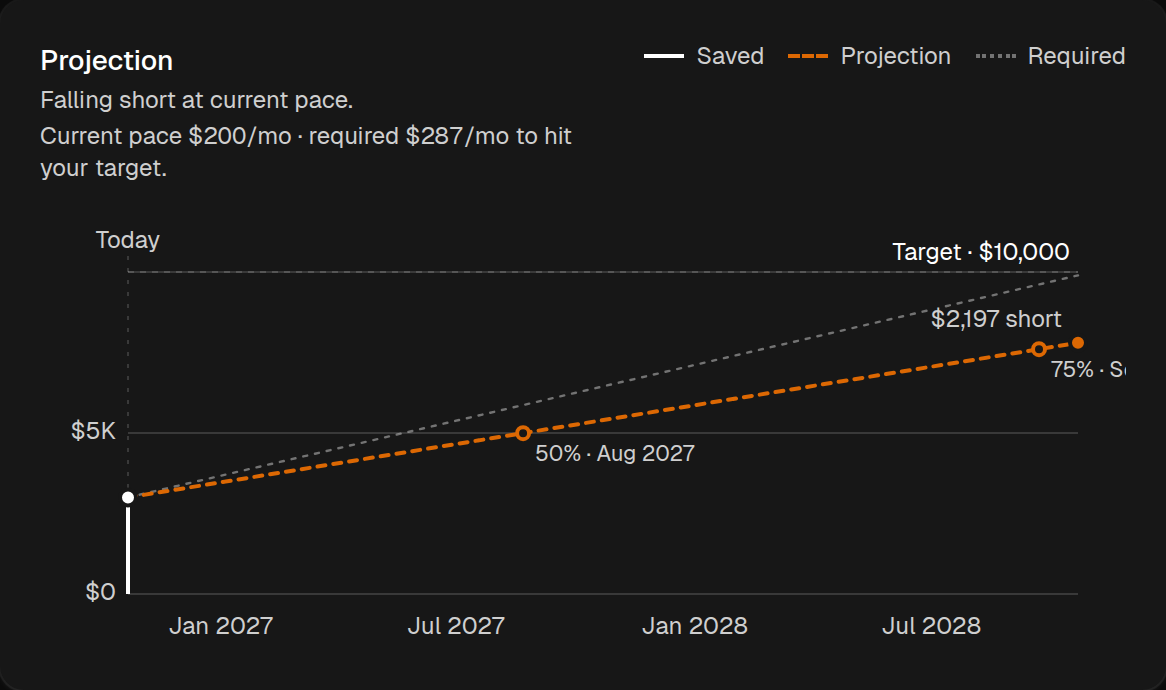 Projection
Saved
Projection
Required
Falling short at current pace.
Current pace $200/mo · required $287/mo to hit
your target.
Today
Target · $10,000
$2,197 short
75% ·
$5K
50% · Aug 2027
$0
Jan 2027
Jul 2027
Jan 2028
Jul 2028